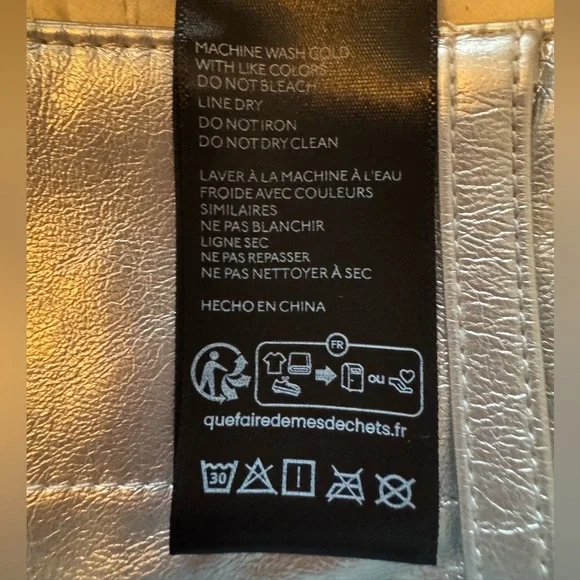 MACHINE WASH COLD
WITH LIKE COLORS
DO NOT BLEACH
LINE DRY
DO NOT IRON
DO NOT DRY CLEAN
LAVER À LA MACHINE À L'EAU
FROIDE AVEC COULEURS
SIMILAIRES
NE PAS BLANCHIR
LIGNE SEC
NE PAS REPASSER
NE PAS NETTOYER À SEC
HECHO EN CHINA
FR
ou
quefairedemesdechets.fr
30